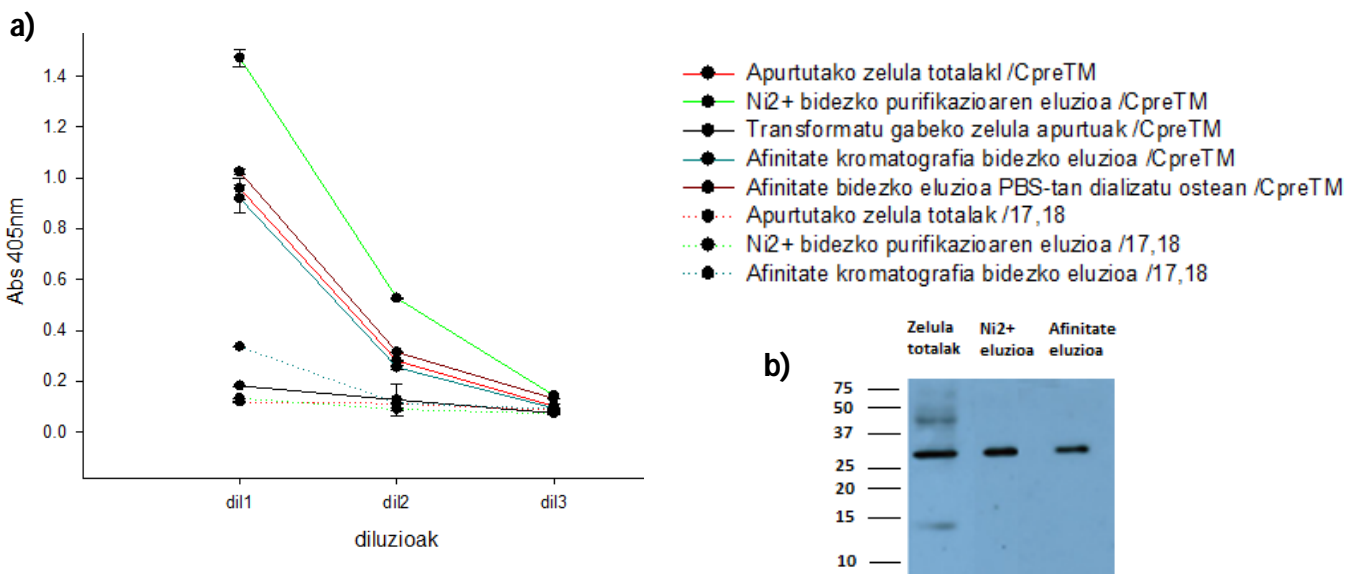 a)
1.4
1.2
1.0
0.8
0.6
0.4
0.2
0.0
Abs 405nm
dil1
dil2
dil3
diluzioak
Apurtutako zelula totalakl /CpreTM
Ni2+ bidezko purifikazioaren eluzioa /CpreTM
Transformatu gabeko zelula apurtuak /CpreTM
Afinitate kromatografia bidezko eluzioa /CpreTM
Afinitate bidezko eluzioa PBS-tan dializatu ostean /CpreTM
Apurtutako zelula totalak /17,18
Ni2+ bidezko purifikazioaren eluzioa /17,18
Afinitate kromatografia bidezko eluzioa /17,18
b)
Zelula totalak
Ni2+ eluzioa
Afinitate eluzioa
75
50
37
25
20
15
10